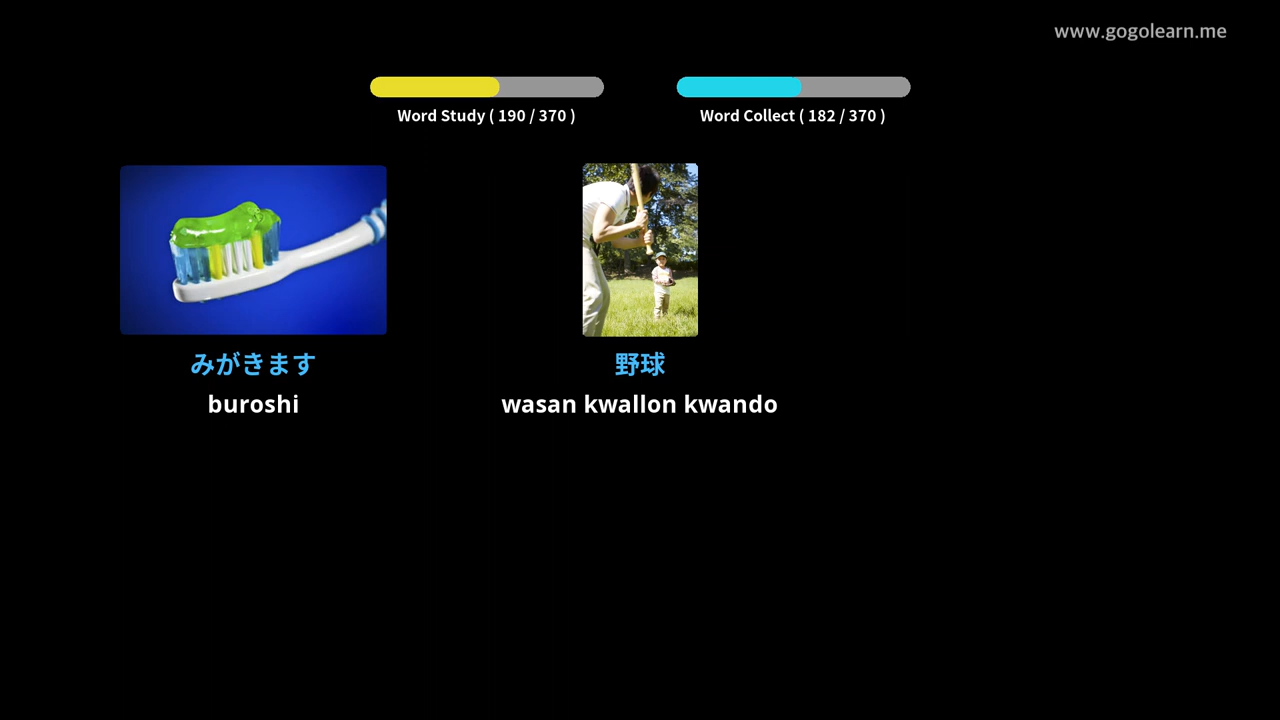 www.gogolearn.me
Word Study ( 190 / 370 )
Word Collect ( 182 / 370 )
みがきます
buroshi
野球
wasan kwallon kwando